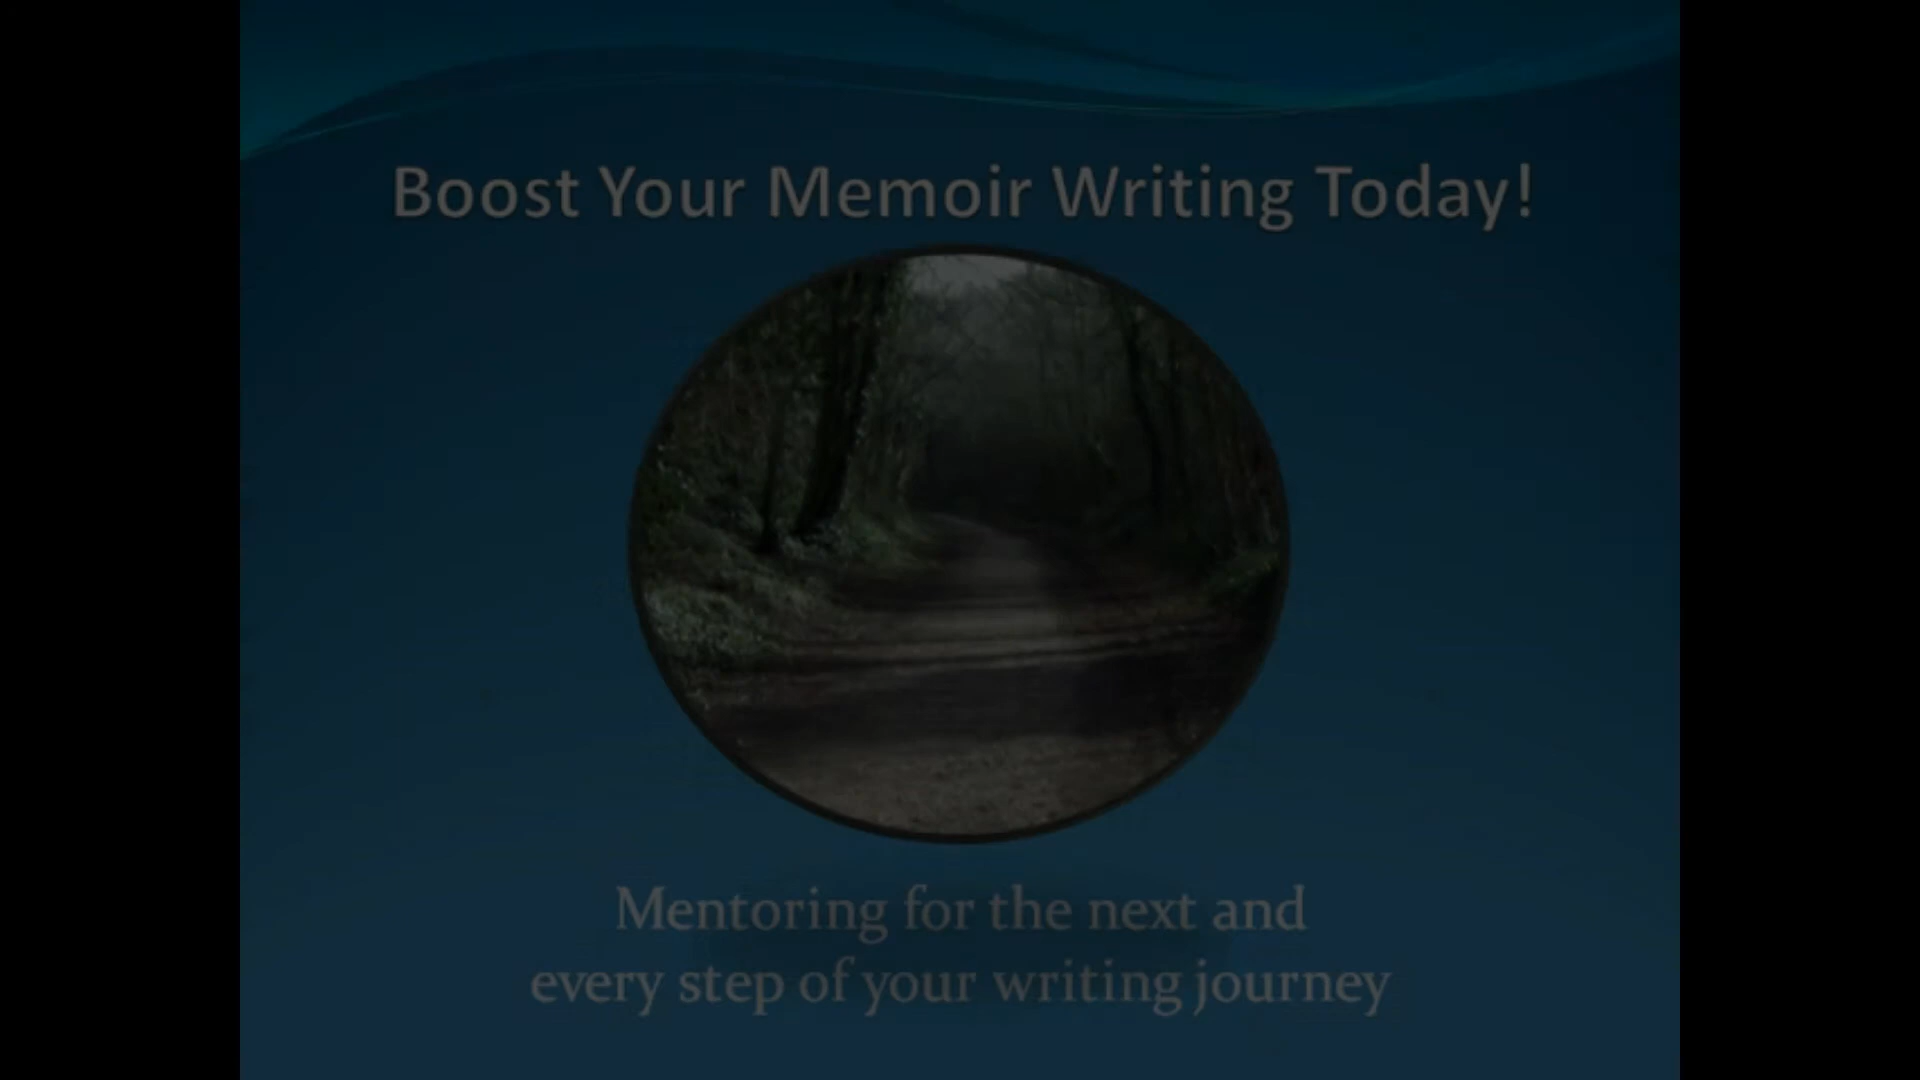 Boost Your Memoir Writing Today!
Mentoring for the next and
every step of your writing journey